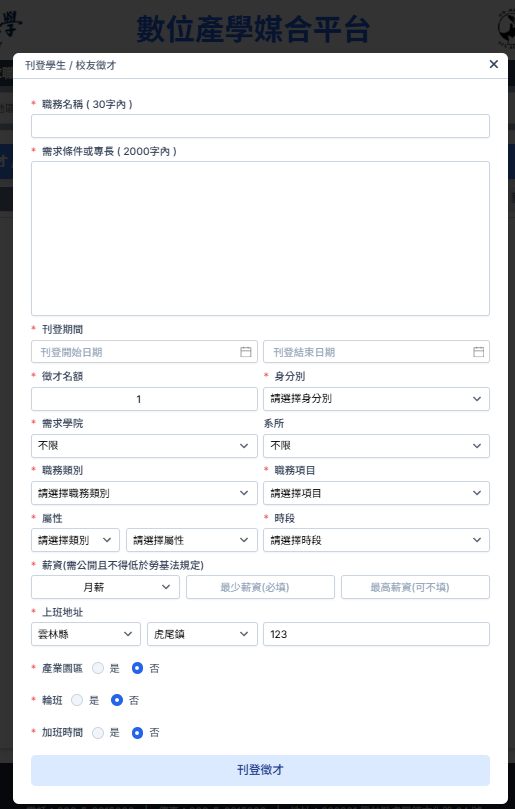 數位產學媒合平台
刊登學生 / 校友徵才
* 職務名稱 ( 30字內 )
* 需求條件或專長 ( 2000字內 )
* 刊登期間
刊登開始日期 刊登結束日期
* 徵才名額 * 身分別
1 請選擇身分別
* 需求學院 系所
不限 不限
* 職務類別 * 職務項目
請選擇職務類別 請選擇項目
* 屬性 * 時段
請選擇類別 請選擇屬性 請選擇時段
* 薪資(需公開且不得低於勞基法規定)
月薪 最少薪資(必填) 最高薪資(可不填)
* 上班地址
雲林縣 虎尾鎮 123
* 產業園區 是 否
* 輪班 是 否
* 加班時間 是 否
刊登徵才